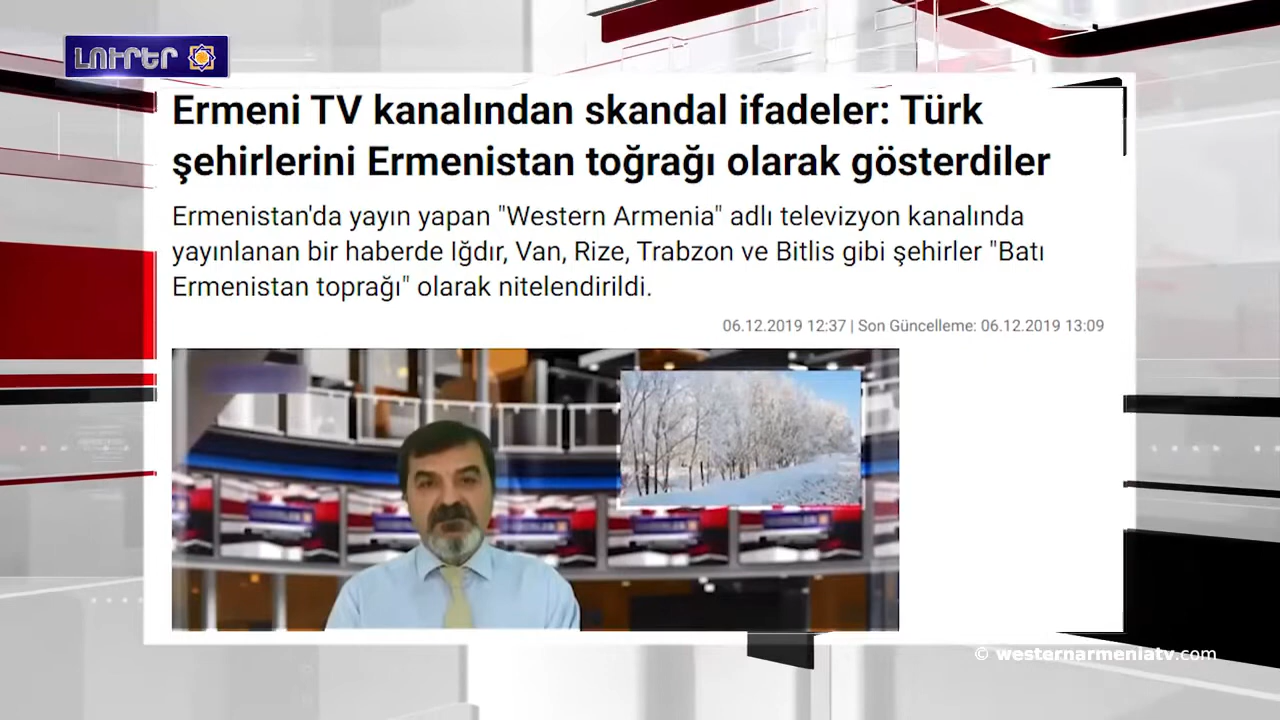 ԼՈՒՐԵՐ
Ermeni TV kanalından skandal ifadeler: Türk
şehirlerini Ermenistan toğrağı olarak gösterdiler
Ermenistan'da yayın yapan "Western Armenia" adlı televizyon kanalında
yayınlanan bir haberde Iğdır, Van, Rize, Trabzon ve Bitlis gibi şehirler "Batı
Ermenistan toprağı" olarak nitelendirildi.
06.12.2019 12:37 | Son Güncelleme: 06.12.2019 13:09
© westernarmeniatv.com